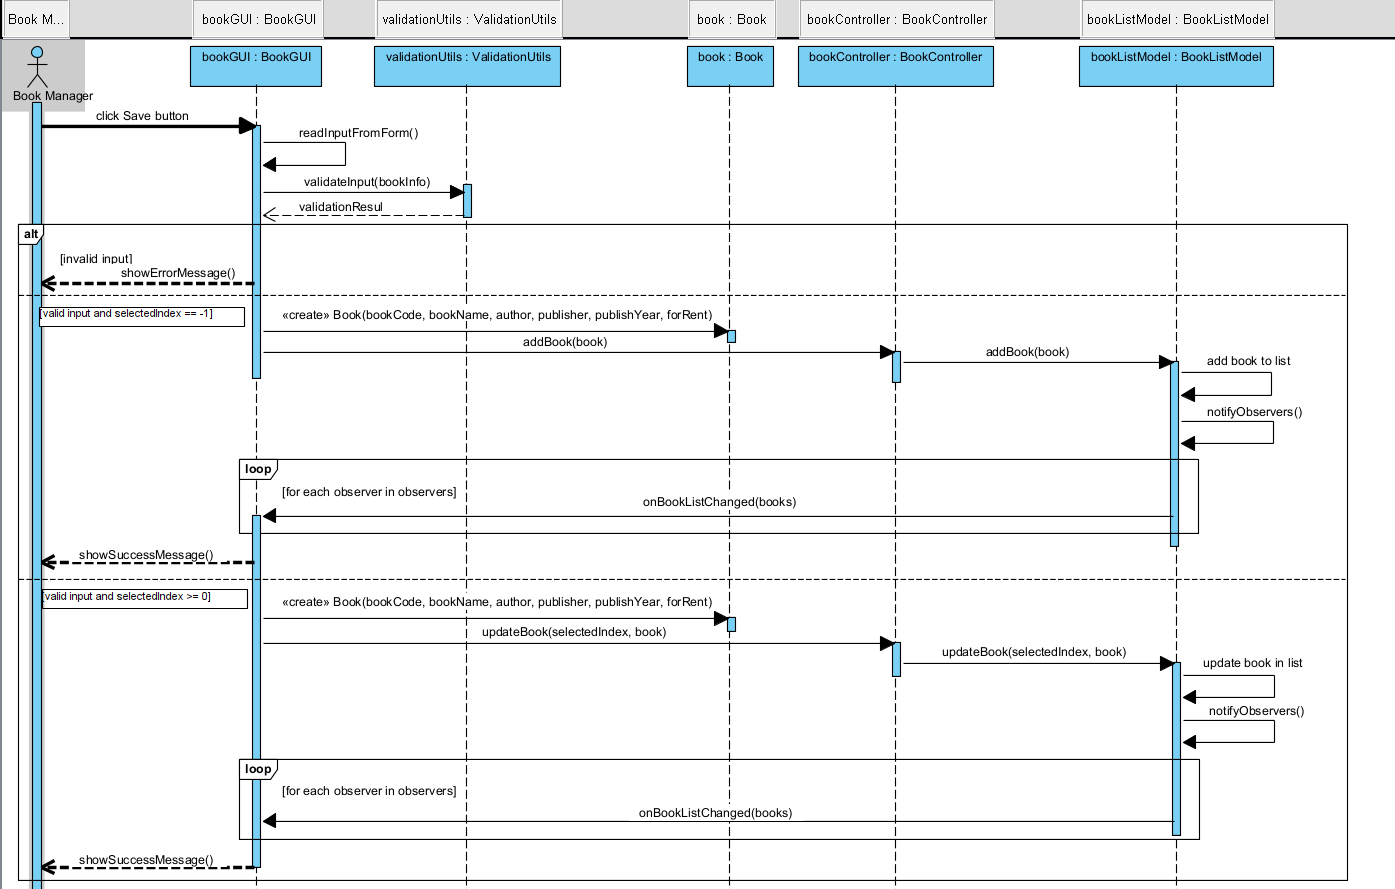 Book M...
bookGUI : BookGUI
validationUtils : ValidationUtils
book : Book
bookController : BookController
bookListModel : BookListModel
bookGUI : BookGUI
validationUtils : ValidationUtils
book : Book
bookController : BookController
bookListModel : BookListModel
Book Manager
click Save button
readInputFromForm()
validateInput(bookInfo)
validationResul
alt
[invalid input]
showErrorMessage()
[valid input and selectedIndex == -1]
«create» Book(bookCode, bookName, author, publisher, publishYear, forRent)
addBook(book)
addBook(book)
add book to list
notifyObservers()
loop
[for each observer in observers]
onBookListChanged(books)
showSuccessMessage()
[valid input and selectedIndex >= 0]
«create» Book(bookCode, bookName, author, publisher, publishYear, forRent)
updateBook(selectedIndex, book)
updateBook(selectedIndex, book)
update book in list
notifyObservers()
loop
[for each observer in observers]
onBookListChanged(books)
showSuccessMessage()